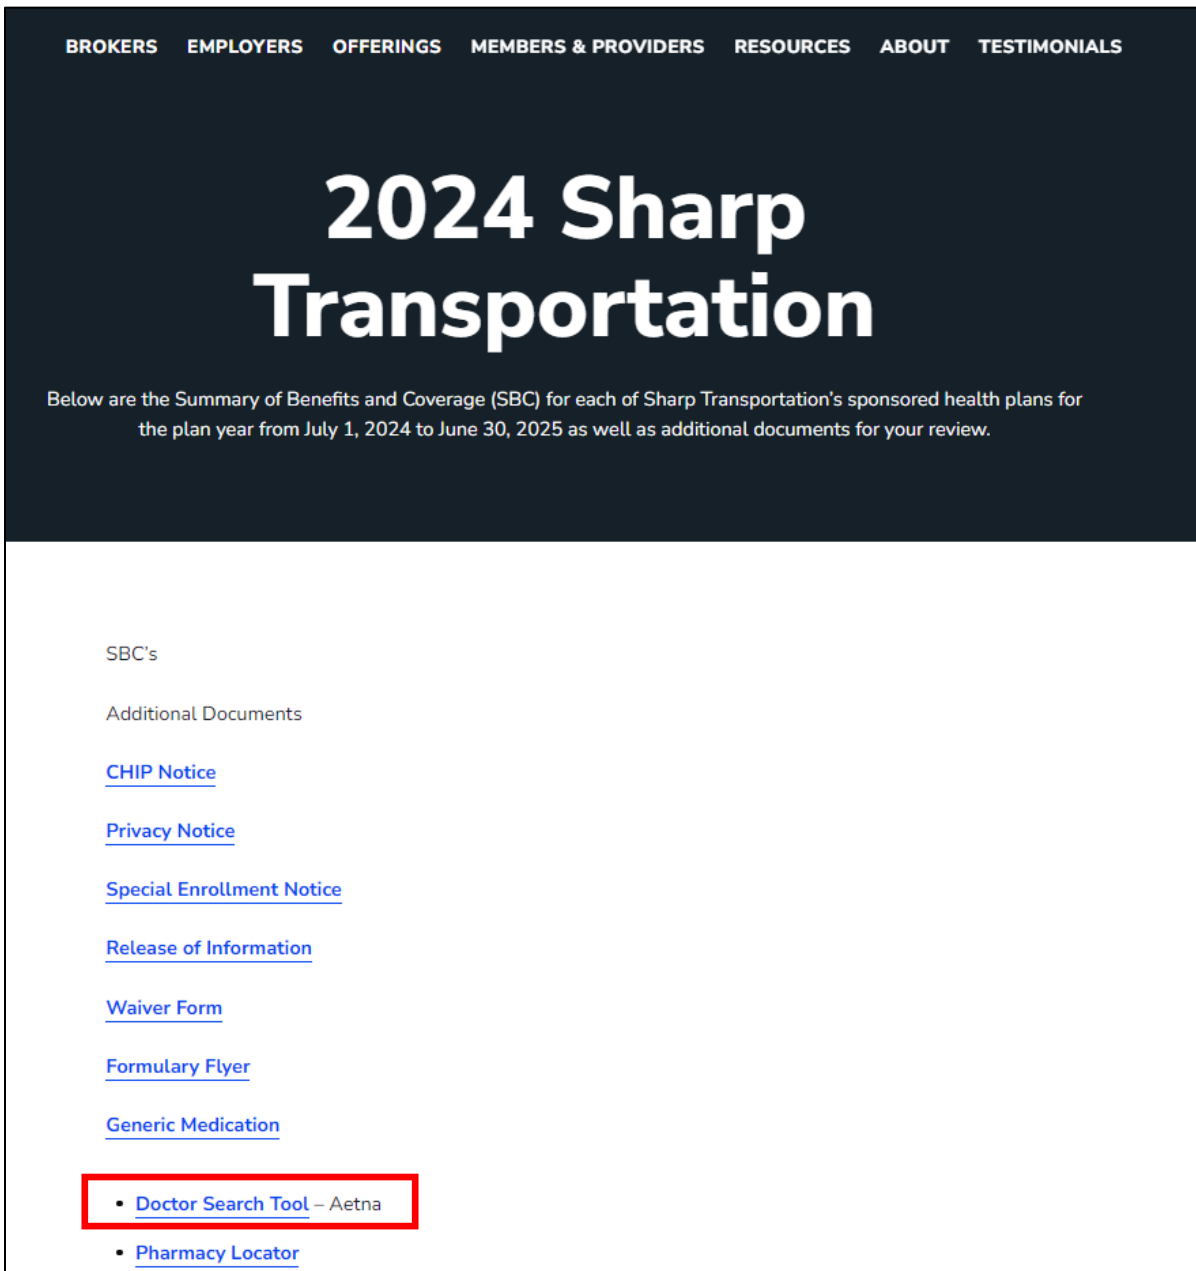 BROKERS EMPLOYERS OFFERINGS MEMBERS & PROVIDERS RESOURCES ABOUT TESTIMONIALS
2024 Sharp
Transportation
Below are the Summary of Benefits and Coverage (SBC) for each of Sharp Transportation's sponsored health plans for
the plan year from July 1, 2024 to June 30, 2025 as well as additional documents for your review.
SBC's
Additional Documents
CHIP Notice
Privacy Notice
Special Enrollment Notice
Release of Information
Waiver Form
Formulary Flyer
Generic Medication
• Doctor Search Tool – Aetna
• Pharmacy Locator